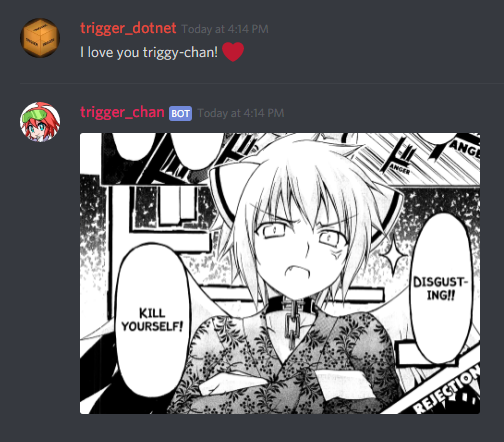 trigger_dotnet Today at 4:14 PM
I love you triggy-chan!
trigger_chan BOT Today at 4:14 PM
ANGER
ANGE
DISGUST-
ING!!
KILL
YOURSELF!
REJECTION